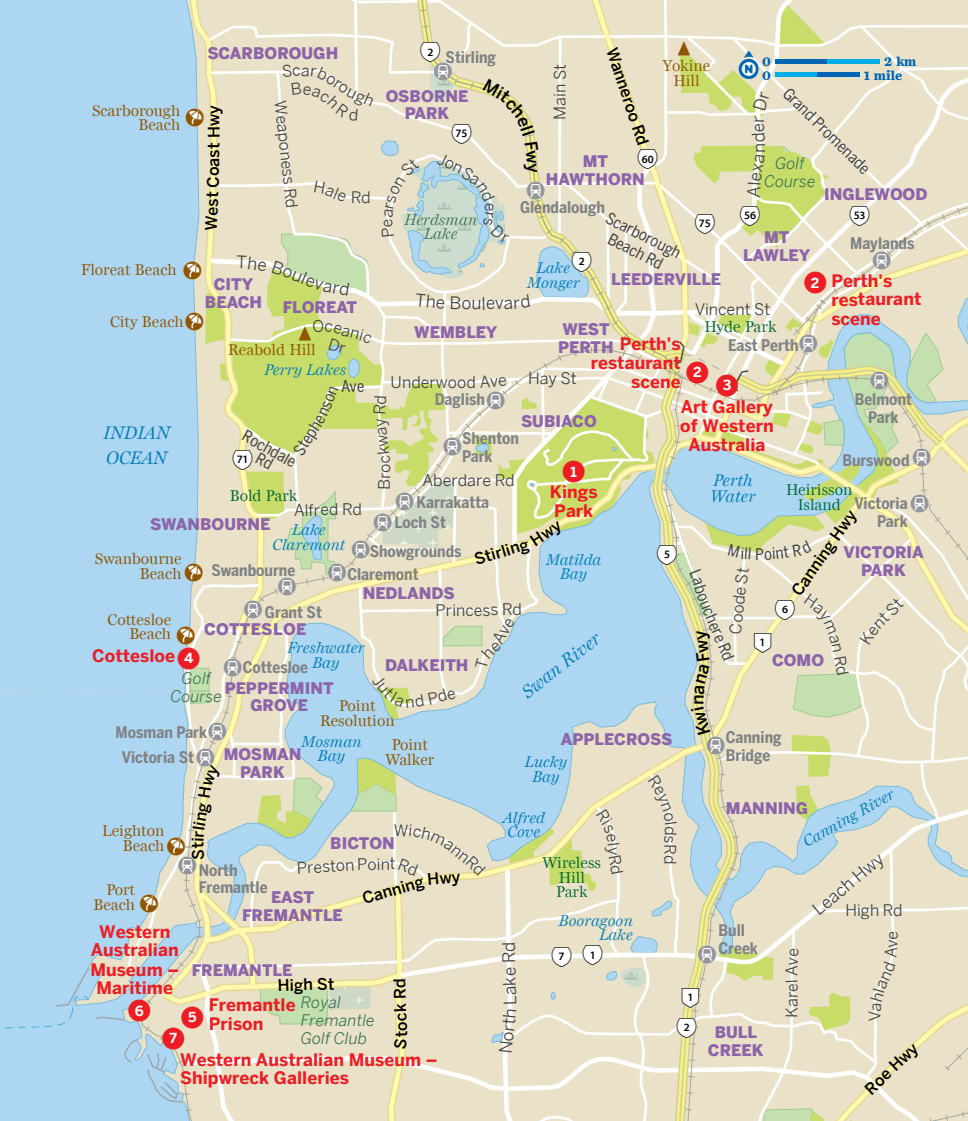 SCARBOROUGH
2
Stirling
Yokine
Hill
N
0
2 km
0
1 mile
Scarborough
Beach Rd
OSBORNE
PARK
Mitchell Fwy
Main St
Wanneroo Rd
Alexander Dr
Grand Promenade
Scarborough
Beach
West Coast Hwy
Weaponess Rd
75
60
MT
HAWTHORN
Golf
Course
INGLEWOOD
Hale Rd
Pearson St
Jon Sanders Dr
Glendalough
Herdsman
Lake
Scarborough
Beach Rd
75
56
53
MT
LAWLEY
Maylands
Floreat Beach
The Boulevard
2
Lake
Monger
LEEDERVILLE
2
Perth's
restaurant
scene
CITY
BEACH
FLOREAT
The Boulevard
Vincent St
Hyde Park
City Beach
Oceanic
Dr
WEMBLEY
WEST
PERTH
East Perth
Reabold Hill
Perry Lakes
Perth's
restaurant
scene
2
3
Stephenson Ave
Underwood Ave
Hay St
Daglish
Art Gallery
of Western
Australia
Belmont
Park
INDIAN
OCEAN
Brockway Rd
SUBIACO
Rochdale
Rd
71
Shenton
Park
Burswood
1
Kings
Park
Aberdare Rd
Perth
Water
Heirisson
Island
Bold Park
Karrakatta
Victoria
Park
Alfred Rd
Loch St
SWANBOURNE
Lake
Claremont
Stirling Hwy
Showgrounds
Mill Point Rd
Canning Hwy
VICTORIA
PARK
5
Swanbourne
Beach
Swanbourne
Claremont
Matilda
Bay
NEDLANDS
Labouchere Rd
Coode St
6
Hayman Rd
Kent St
Grant St
Princess Rd
Cottesloe
Beach
COTTESLOE
The Ave
1
Cottesloe
4
Freshwater
Bay
Cottesloe
DALKEITH
Swan River
Kwinana Fwy
COMO
Golf
Course
PEPPERMINT
GROVE
Jutland Pde
Point
Resolution
Mosman Park
Mosman
Bay
Point
Walker
APPLECROSS
Canning
Bridge
Victoria St
MOSMAN
PARK
Lucky
Bay
Stirling Hwy
Reynolds Rd
MANNING
Canning River
Alfred
Cove
Risely Rd
Leighton
Beach
BICTON
Wichmann Rd
Preston Point Rd
North
Fremantle
Canning Hwy
Wireless
Hill
Park
Leach Hwy
Port
Beach
EAST
FREMANTLE
High Rd
Booragoon
Lake
Western
Australian
Museum –
Maritime
Bull
Creek
7
1
FREMANTLE
High St
Stock Rd
North Lake Rd
Karel Ave
Vahland Ave
6
5
Fremantle
Prison
Royal
Fremantle
Golf Club
1
2
7
BULL
CREEK
Western Australian Museum –
Shipwreck Galleries
Roe Hwy